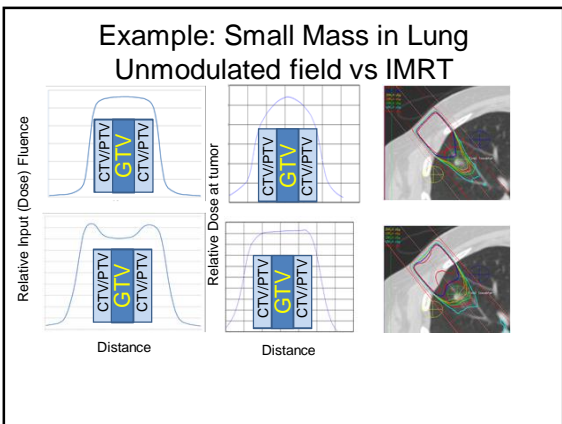 Example: Small Mass in Lung
Unmodulated field vs IMRT
Relative Input (Dose) Fluence
CTV/PTV
GTV
CTV/PTV
Relative Dose at tumor
CTV/PTV
GTV
CTV/PTV
CTV/PTV
GTV
CTV/PTV
Distance
CTV/PTV
GTV
CTV/PTV
Distance